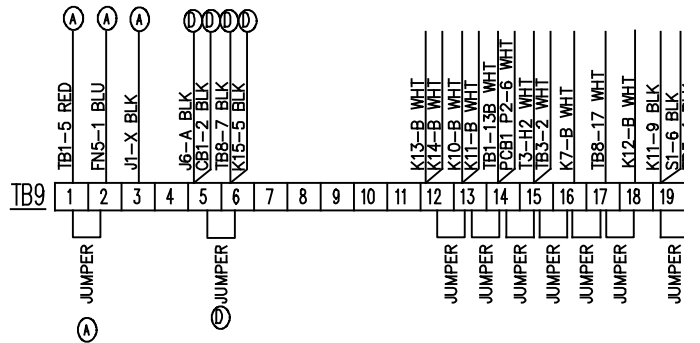 A A A D D D D
TB1-5 RED
FN5-1 BLU
J1-X BLK
J6-A BLK
CB1-2 BLK
TB8-7 BLK
K15-5 BLK
K13-B WHT
K14-B WHT
K10-B WHT
K11-B WHT
TB1-13B WHT
PCB1 P2-6 WHT
T3-H2 WHT
TB3-2 WHT
K7-B WHT
TB8-17 WHT
K12-B WHT
K11-9 BLK
S1-6 BLK
TB9 1 2 3 4 5 6 7 8 9 10 11 12 13 14 15 16 17 18 19
JUMPER
JUMPER
JUMPER
JUMPER
JUMPER
JUMPER
JUMPER
JUMPER
JUMPER
A
D